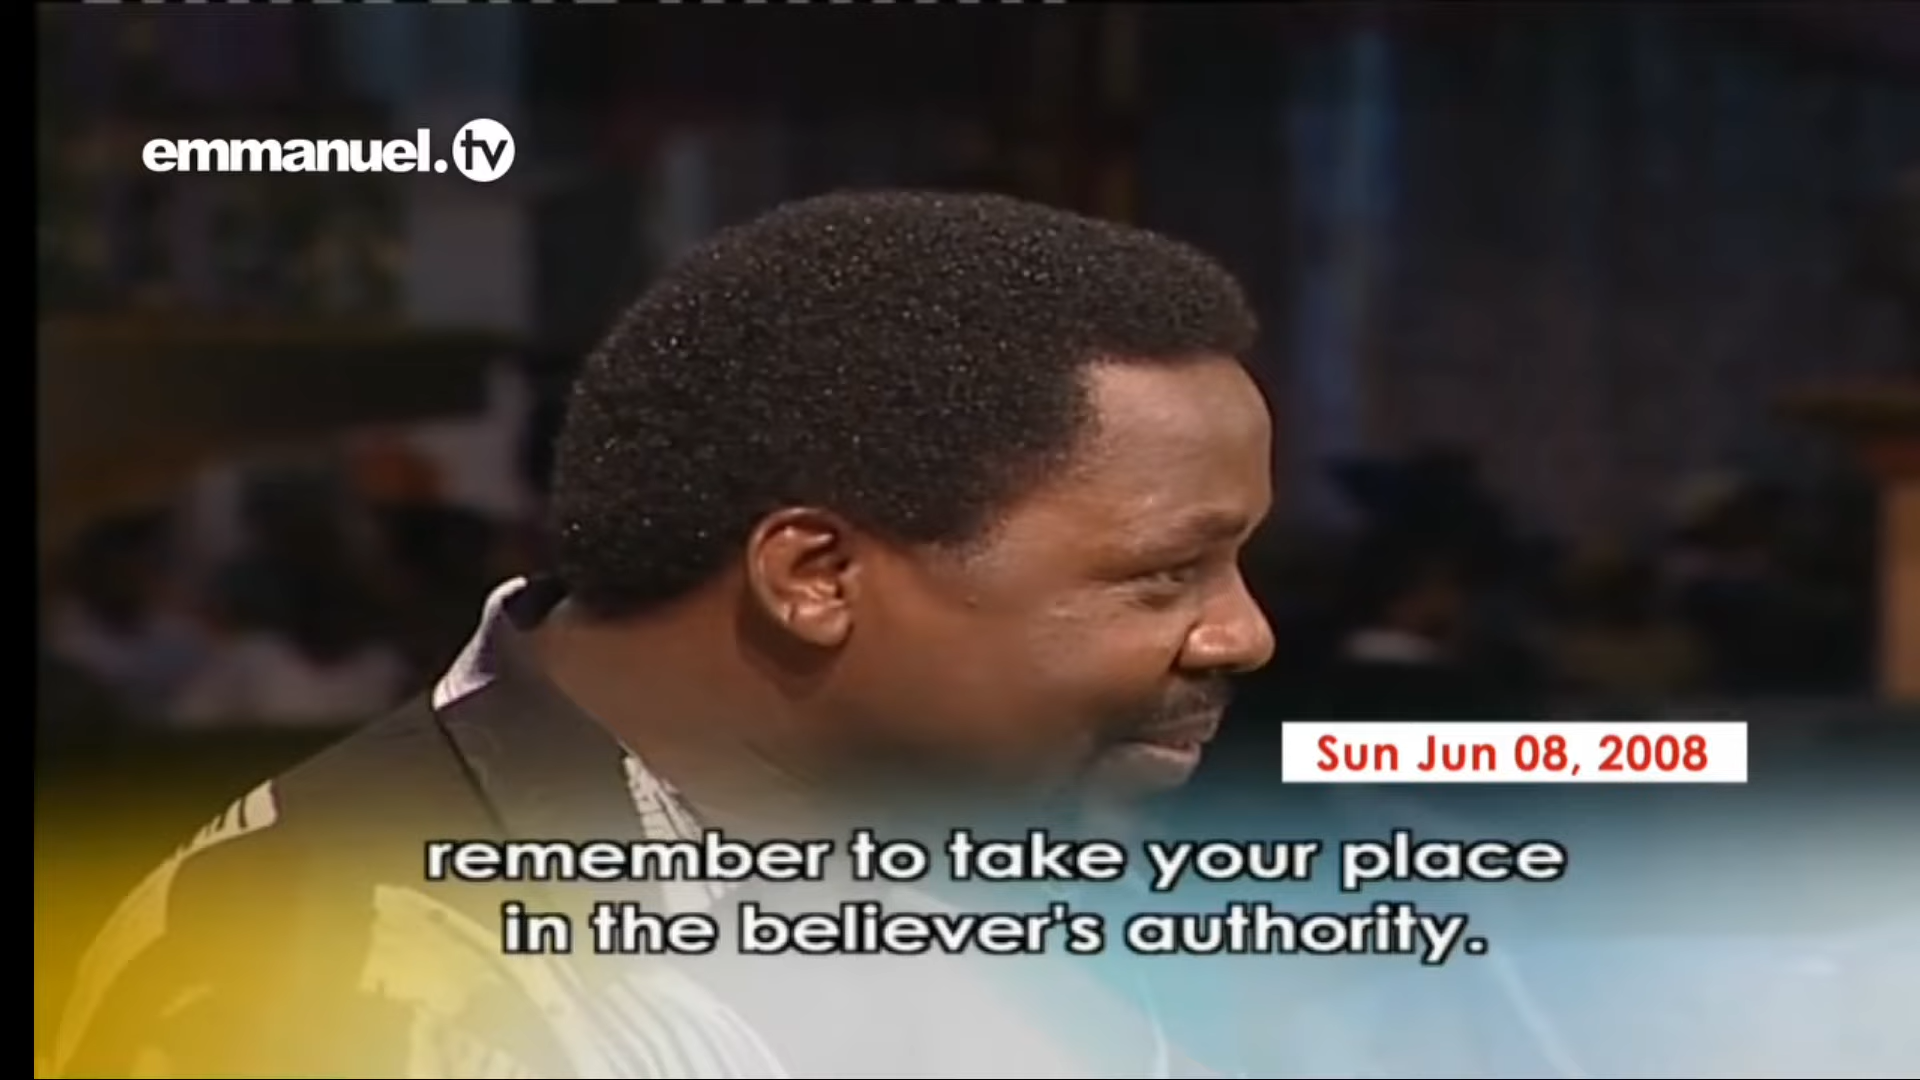 emmanuel.tv
Sun Jun 08, 2008
remember to take your place
in the believer's authority.